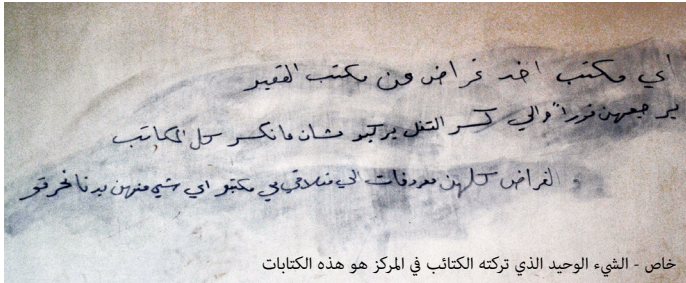 اي مكتب اخد غراض من مكتب الفقير
يرجعهن فوراً والي كسر القفل يركبو مشان ما نكسر كل المكاتب
و الغراض كلهن معروفات الي منلاقي بي مكتبو اي شي منهن بدنا نحرقو
خاص - الشيء الوحيد الذي تركته الكتائب في المركز هو هذه الكتابات